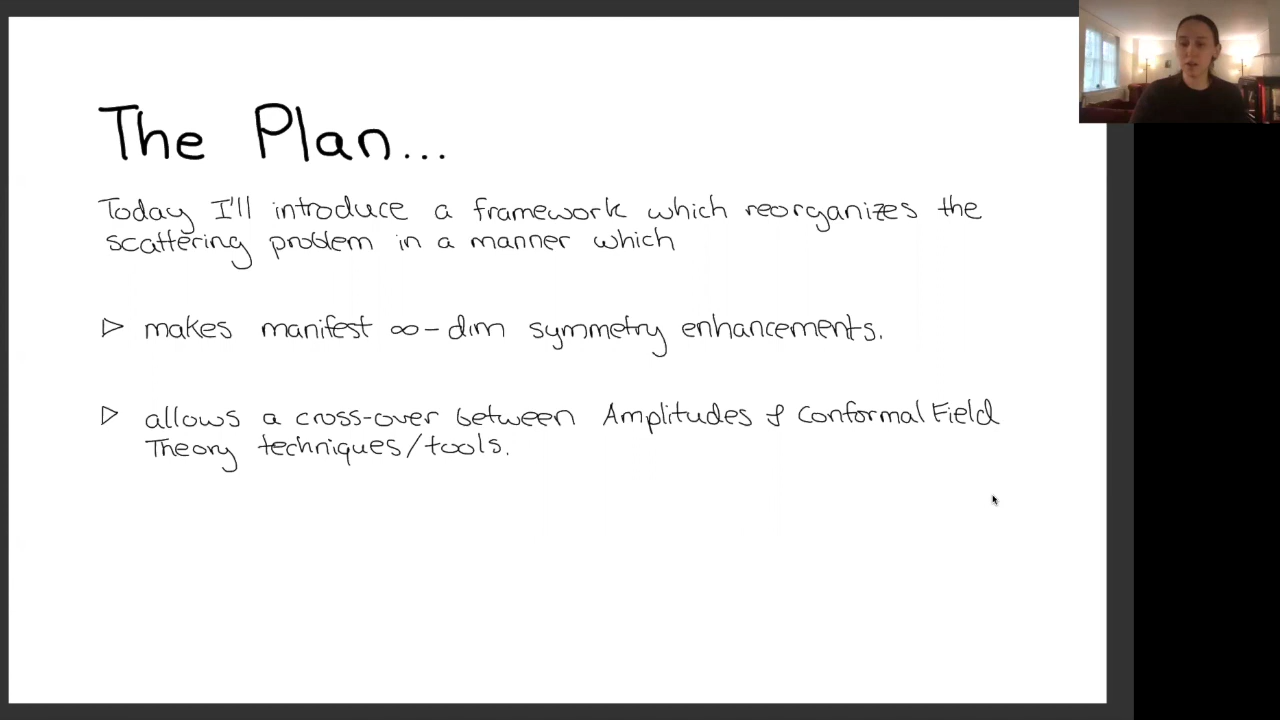 The Plan...
Today I'll introduce a framework which reorganizes the
scattering problem in a manner which
▷ makes manifest ∞-dim symmetry enhancements.
▷ allows a cross-over between Amplitudes & Conformal Field
Theory techniques/tools.